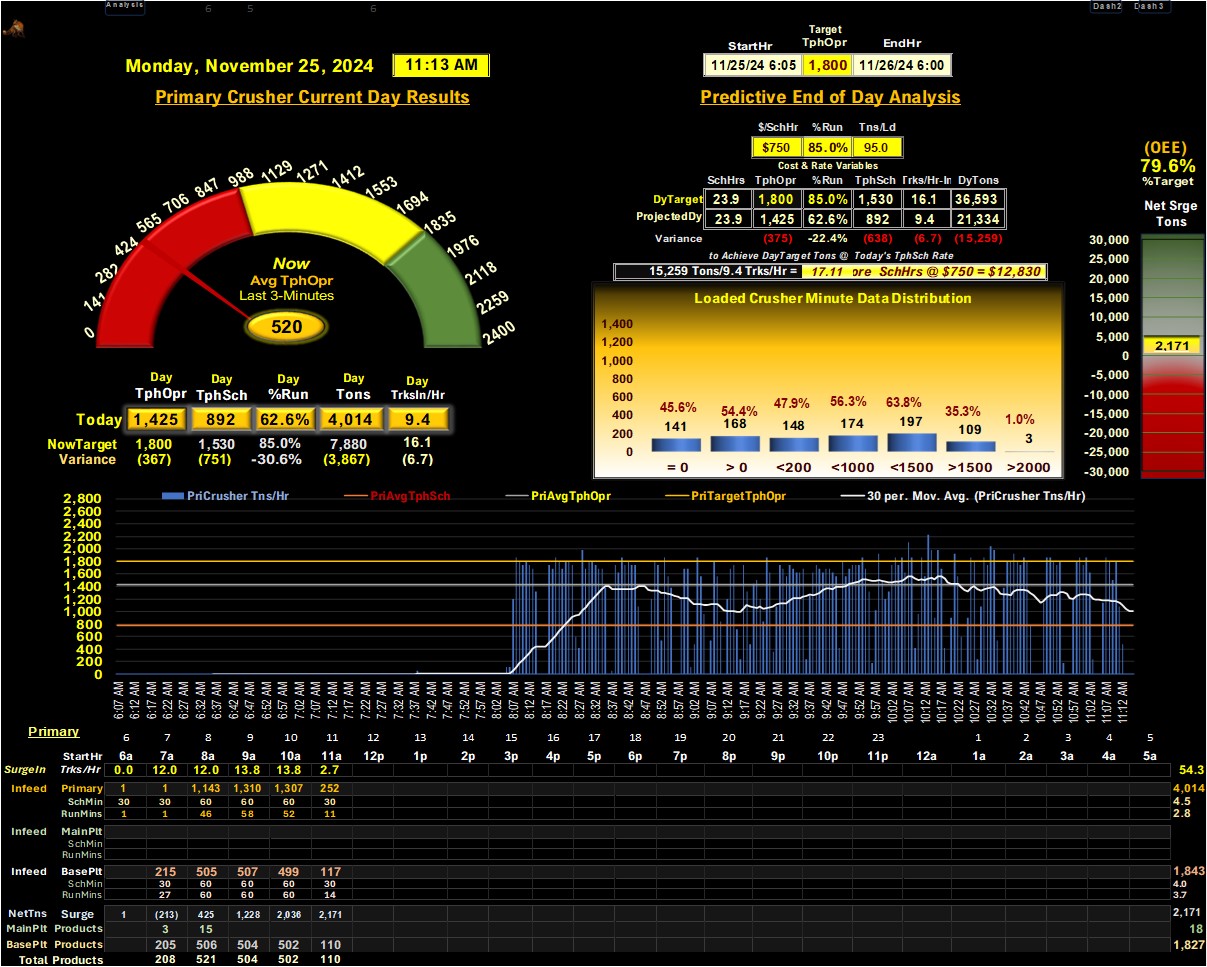 Analysis 6 5 6 Dash2 Dash3
Target
StartHr TphOpr EndHr
Monday, November 25, 2024 11:13 AM 11/25/24 6:05 1,800 11/26/24 6:00
Primary Crusher Current Day Results Predictive End of Day Analysis
$/SchHr %Run Tns/Ld
$750 85.0% 95.0
Cost & Rate Variables
SchHrs TphOpr %Run TphSch Trks/Hr-In DyTons
DyTarget 23.9 1,800 85.0% 1,530 16.1 36,593
ProjectedDy 23.9 1,425 62.6% 892 9.4 21,334
Variance (375) -22.4% (638) (6.7) (15,259)
to Achieve DayTarget Tons @ Today's TphSch Rate
15,259 Tons/9.4 Trks/Hr = 17.11 ore SchHrs @ $750 = $12,830
(OEE)
79.6%
%Target
Net Srge
Tons
30,000
25,000
20,000
15,000
10,000
5,000
2,171
0
-5,000
-10,000
-15,000
-20,000
-25,000
-30,000
0 141 282 424 565 706 847 988 1129 1271 1412 1553 1694 1835 1976 2118 2259 2400
Now
Avg TphOpr
Last 3-Minutes
520
Loaded Crusher Minute Data Distribution
1,400
1,200
1,000
800
600
400
200
0
45.6% 54.4% 47.9% 56.3% 63.8% 35.3% 1.0%
141 168 148 174 197 109 3
= 0 > 0 <200 <1000 <1500 >1500 >2000
Day Day Day Day Day
TphOpr TphSch %Run Tons TrksIn/Hr
Today 1,425 892 62.6% 4,014 9.4
NowTarget 1,800 1,530 85.0% 7,880 16.1
Variance (367) (751) -30.6% (3,867) (6.7)
PriCrusher Tns/Hr PriAvgTphSch PriAvgTphOpr PriTargetTphOpr 30 per. Mov. Avg. (PriCrusher Tns/Hr)
2,800
2,600
2,400
2,200
2,000
1,800
1,600
1,400
1,200
1,000
800
600
400
200
0
6:07 AM 6:12 AM 6:17 AM 6:22 AM 6:27 AM 6:32 AM 6:37 AM 6:42 AM 6:47 AM 6:52 AM 6:57 AM 7:02 AM 7:07 AM 7:12 AM 7:17 AM 7:22 AM 7:27 AM 7:32 AM 7:37 AM 7:42 AM 7:47 AM 7:52 AM 7:57 AM 8:02 AM 8:07 AM 8:12 AM 8:17 AM 8:22 AM 8:27 AM 8:32 AM 8:37 AM 8:42 AM 8:47 AM 8:52 AM 8:57 AM 9:02 AM 9:07 AM 9:12 AM 9:17 AM 9:22 AM 9:27 AM 9:32 AM 9:37 AM 9:42 AM 9:47 AM 9:52 AM 9:57 AM 10:02 AM 10:07 AM 10:12 AM 10:17 AM 10:22 AM 10:27 AM 10:32 AM 10:37 AM 10:42 AM 10:47 AM 10:52 AM 10:57 AM 11:02 AM 11:07 AM 11:12 AM
Primary 6 7 8 9 10 11 12 13 14 15 16 17 18 19 20 21 22 23 1 2 3 4 5
StartHr 6a 7a 8a 9a 10a 11a 12p 1p 2p 3p 4p 5p 6p 7p 8p 9p 10p 11p 12a 1a 2a 3a 4a 5a
SurgeIn Trks/Hr 0.0 12.0 12.0 13.8 13.8 2.7 54.3
Infeed Primary 1 1 1,143 1,310 1,307 252 4,014
SchMin 30 30 60 60 60 30 4.5
RunMins 1 1 46 58 52 11 2.8
Infeed MainPlt
SchMin
RunMins
Infeed BasePlt 215 505 507 499 117 1,843
SchMin 30 60 60 60 30 4.0
RunMins 27 60 60 60 14 3.7
NetTns Surge 1 (213) 425 1,228 2,036 2,171 2,171
MainPlt Products 3 15 18
BasePlt Products 205 506 504 502 110 1,827
Total Products 208 521 504 502 110